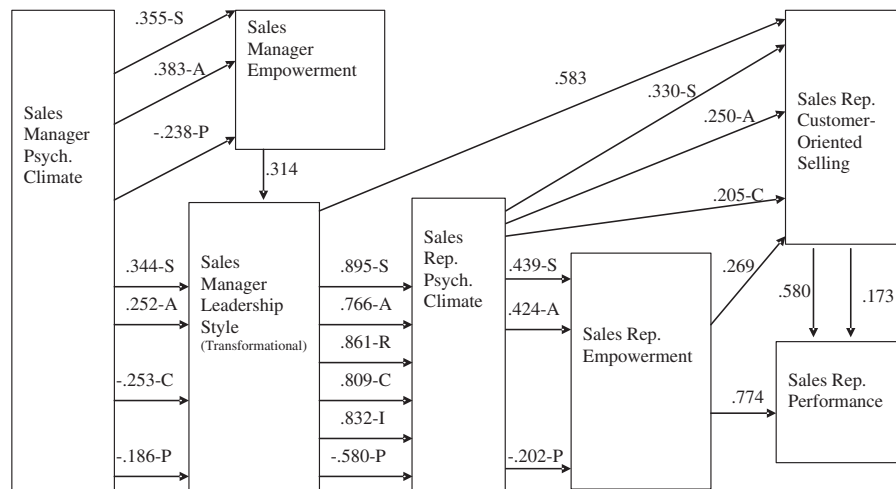 .355-S
.383-A
-.238-P
Sales
Manager
Empowerment
.314
Sales
Manager
Psych.
Climate
.344-S
.252-A
-.253-C
-.186-P
Sales
Manager
Leadership
Style
(Transformational)
.895-S
.766-A
.861-R
.809-C
.832-I
-.580-P
Sales
Rep.
Psych.
Climate
.583
.330-S
.250-A
.205-C
.439-S
.424-A
-.202-P
Sales Rep.
Empowerment
.269
.774
Sales Rep.
Customer-
Oriented
Selling
.580
.173
Sales Rep.
Performance